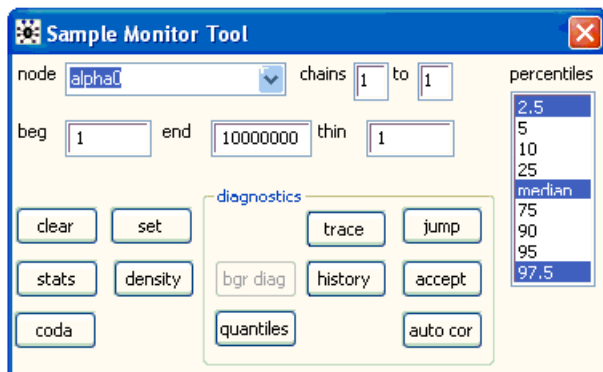 Sample Monitor Tool
node alpha0 chains 1 to 1 percentiles
beg 1 end 10000000 thin 1
2.5
5
10
25
median
75
90
95
97.5
diagnostics
clear set trace jump
stats density bgr diag history accept
coda quantiles auto cor